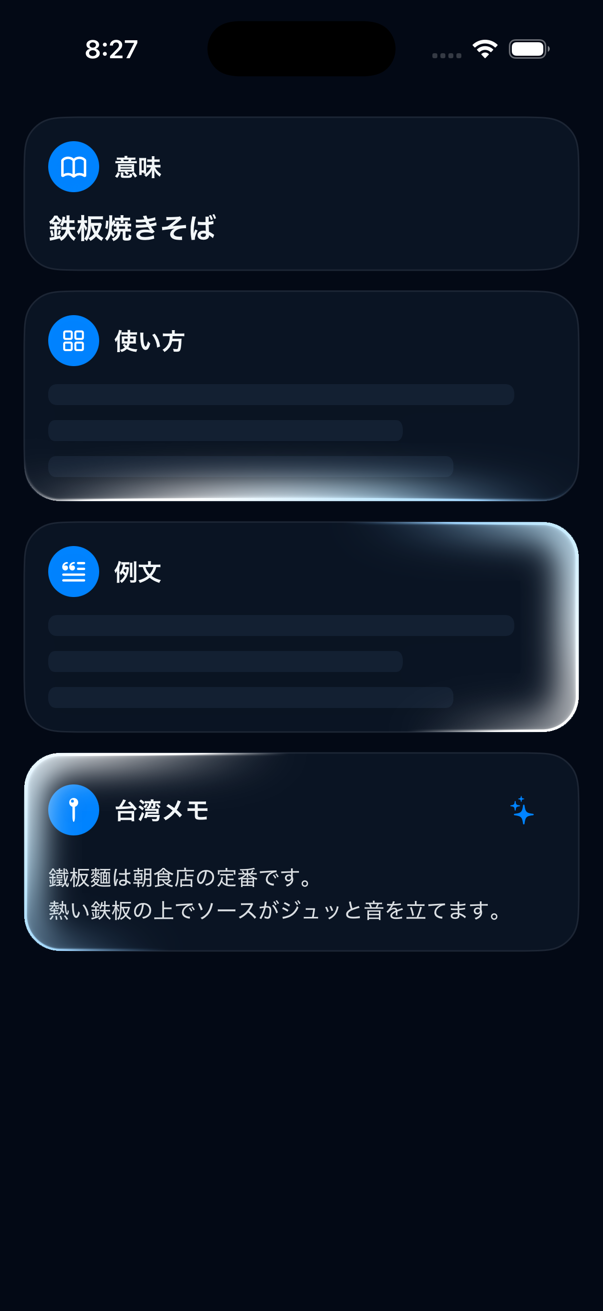 8:27
意味
鉄板焼きそば
使い方
例文
台湾メモ
鐵板麵は朝食店の定番です。
熱い鉄板の上でソースがジュッと音を立てます。